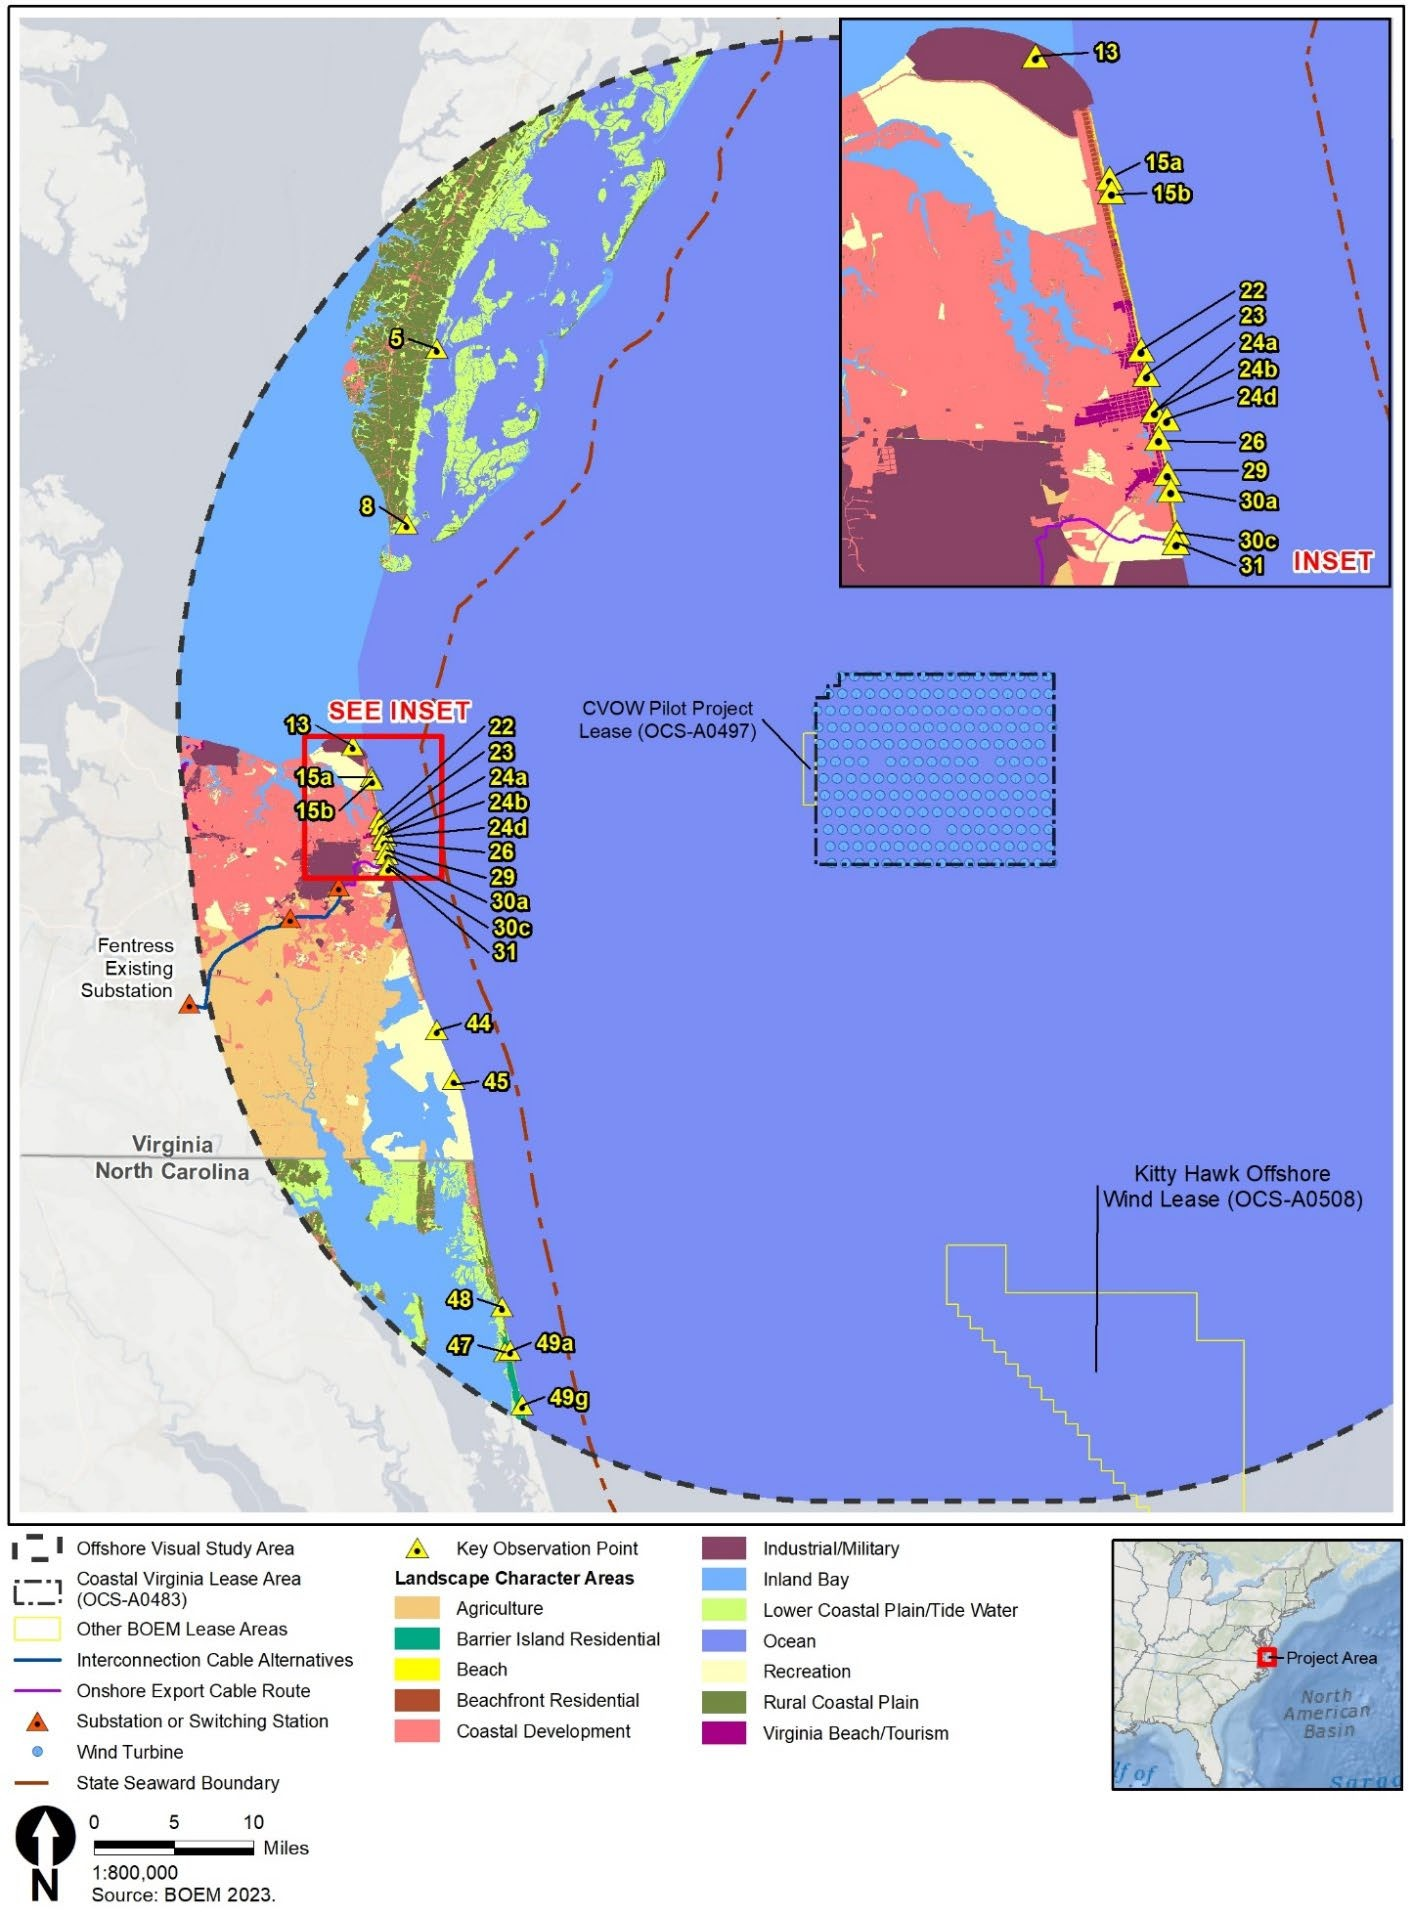 13
15a
15b
22
23
24a
24b
24d
26
29
30a
30c
31
INSET
5
8
SEE INSET
13
15a
15b
22
23
24a
24b
24d
26
29
30a
30c
31
CVOW Pilot Project
Lease (OCS-A0497)
Fentress
Existing
Substation
44
45
Virginia
North Carolina
Kitty Hawk Offshore
Wind Lease (OCS-A0508)
48
47
49a
49g
Offshore Visual Study Area
Coastal Virginia Lease Area
(OCS-A0483)
Other BOEM Lease Areas
Interconnection Cable Alternatives
Onshore Export Cable Route
Substation or Switching Station
Wind Turbine
State Seaward Boundary
Key Observation Point
Landscape Character Areas
Agriculture
Barrier Island Residential
Beach
Beachfront Residential
Coastal Development
Industrial/Military
Inland Bay
Lower Coastal Plain/Tide Water
Ocean
Recreation
Rural Coastal Plain
Virginia Beach/Tourism
Project Area
North
American
Basin
lf of
Sargo
N
0 5 10
Miles
1:800,000
Source: BOEM 2023.